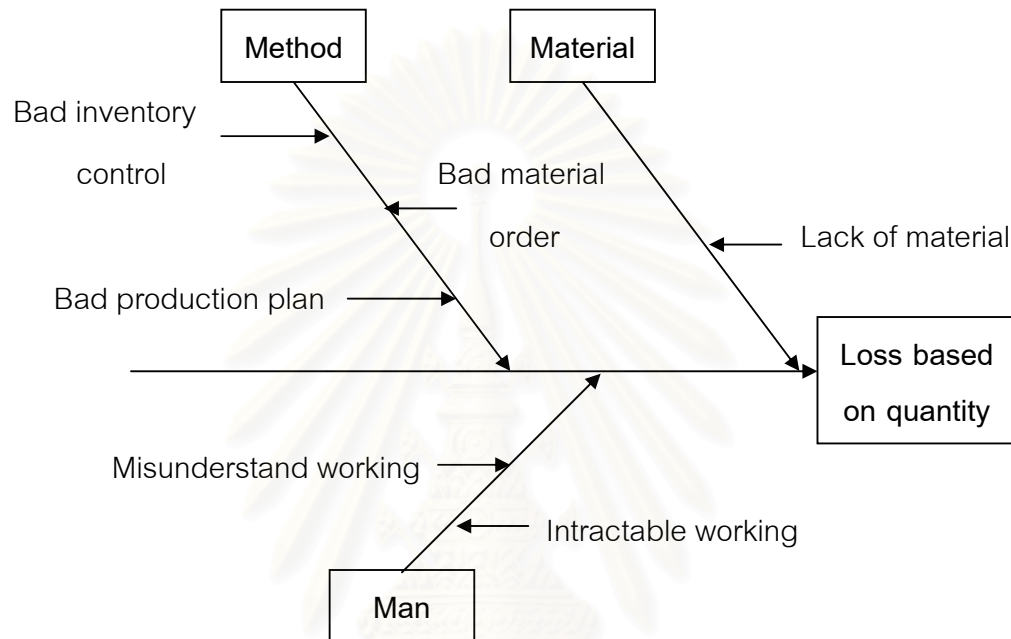 Method
Material
Bad inventory
control
Bad material
order
Lack of material
Bad production plan
Loss based
on quantity
Misunderstand working
Intractable working
Man